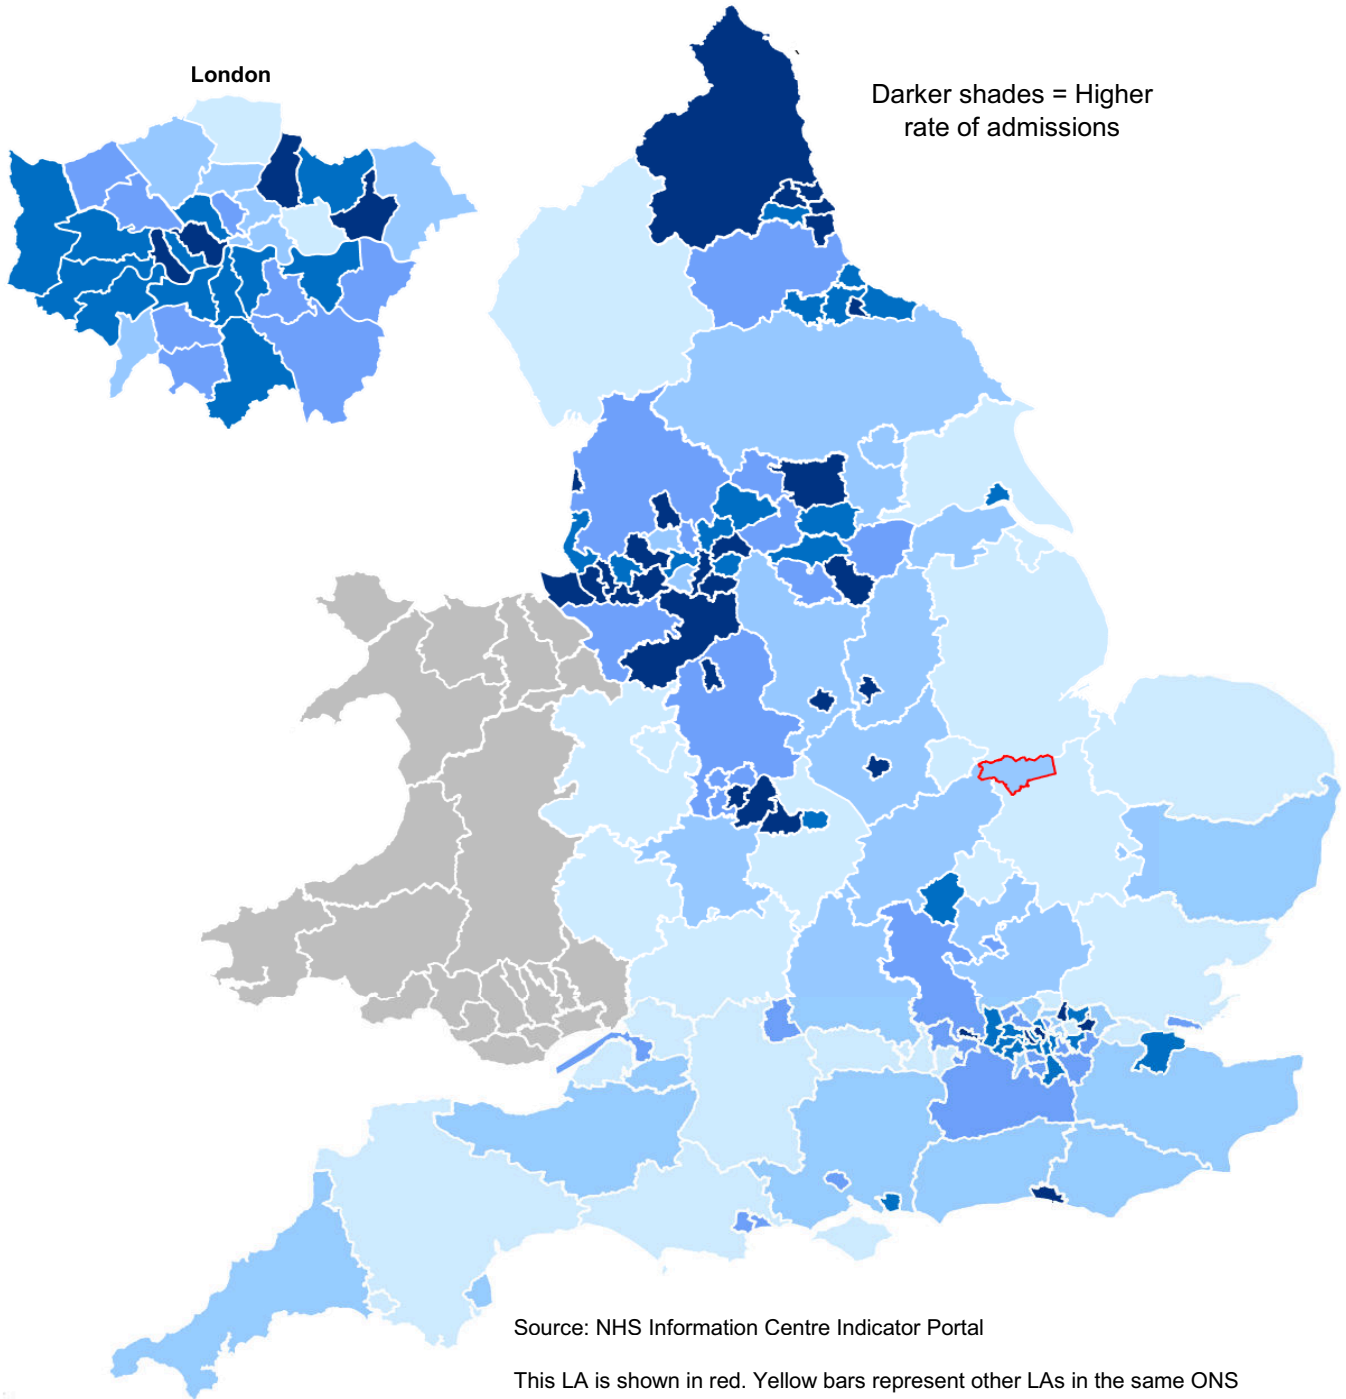 London
Darker shades = Higher
rate of admissions
Source: NHS Information Centre Indicator Portal
This LA is shown in red. Yellow bars represent other LAs in the same ONS